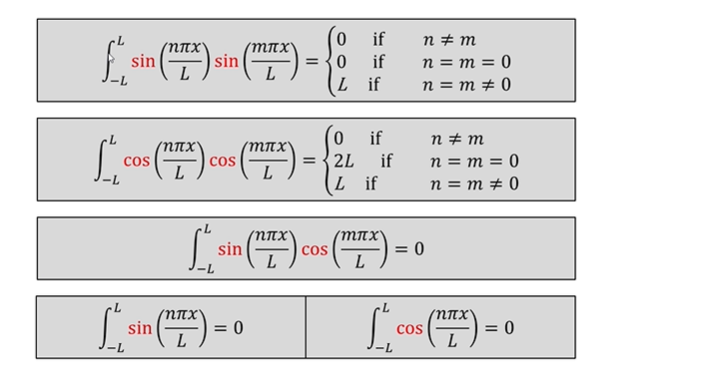 ∫_{-L}^{L} sin(nπx/L) sin(mπx/L) = {0 if n ≠ m
0 if n = m = 0
L if n = m ≠ 0
∫_{-L}^{L} cos(nπx/L) cos(mπx/L) = {0 if n ≠ m
2L if n = m = 0
L if n = m ≠ 0
∫_{-L}^{L} sin(nπx/L) cos(mπx/L) = 0
∫_{-L}^{L} sin(nπx/L) = 0
∫_{-L}^{L} cos(nπx/L) = 0